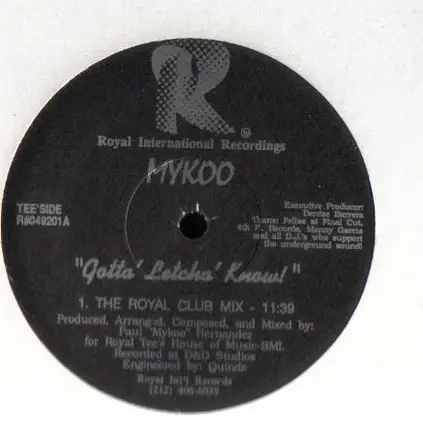 R®
Royal International Recordings
MYKOO
TEE'SIDE
R#049201A
Executive Producer:
Denise Barrera
Thanx: Felise at Final Cut,
4th F. Records, Manny Garcia
and all D.J.'s who support
the underground sound!
"Gotta' Letcha' Know!"
1. THE ROYAL CLUB MIX - 11:39
Produced, Arranged, Composed, and Mixed by:
Paul "Mykoo" Hernandez
for Royal Tee's House of Music-BMI.
Recorded at D&D Studios
Engineered by: Quinde
Royal Int'l Records
(212)